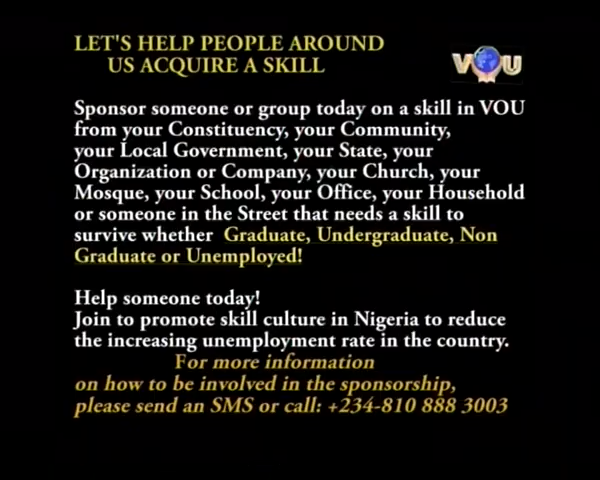 LET'S HELP PEOPLE AROUND
US ACQUIRE A SKILL
VOU
Sponsor someone or group today on a skill in VOU
from your Constituency, your Community,
your Local Government, your State, your
Organization or Company, your Church, your
Mosque, your School, your Office, your Household
or someone in the Street that needs a skill to
survive whether Graduate, Undergraduate, Non
Graduate or Unemployed!
Help someone today!
Join to promote skill culture in Nigeria to reduce
the increasing unemployment rate in the country.
For more information
on how to be involved in the sponsorship,
please send an SMS or call: +234-810 888 3003